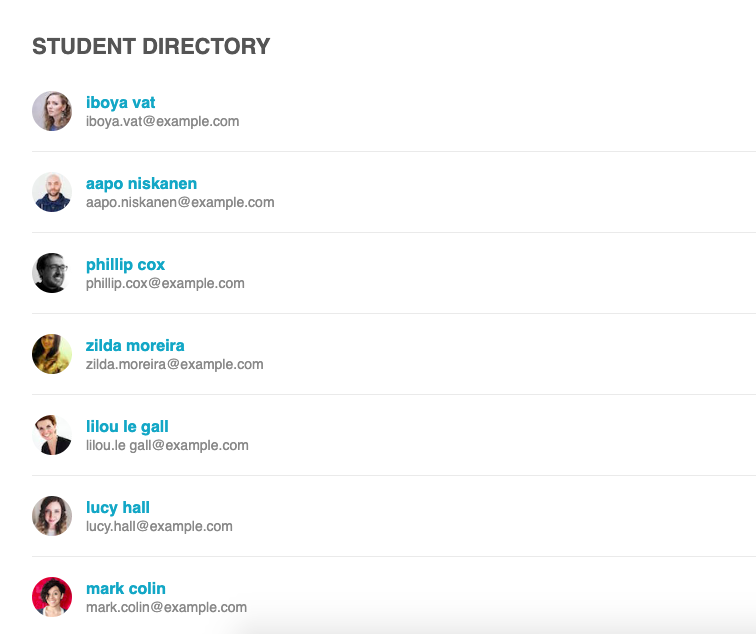 STUDENT DIRECTORY
iboya vat
iboya.vat@example.com
aapo niskanen
aapo.niskanen@example.com
phillip cox
phillip.cox@example.com
zilda moreira
zilda.moreira@example.com
lilou le gall
lilou.le gall@example.com
lucy hall
lucy.hall@example.com
mark colin
mark.colin@example.com